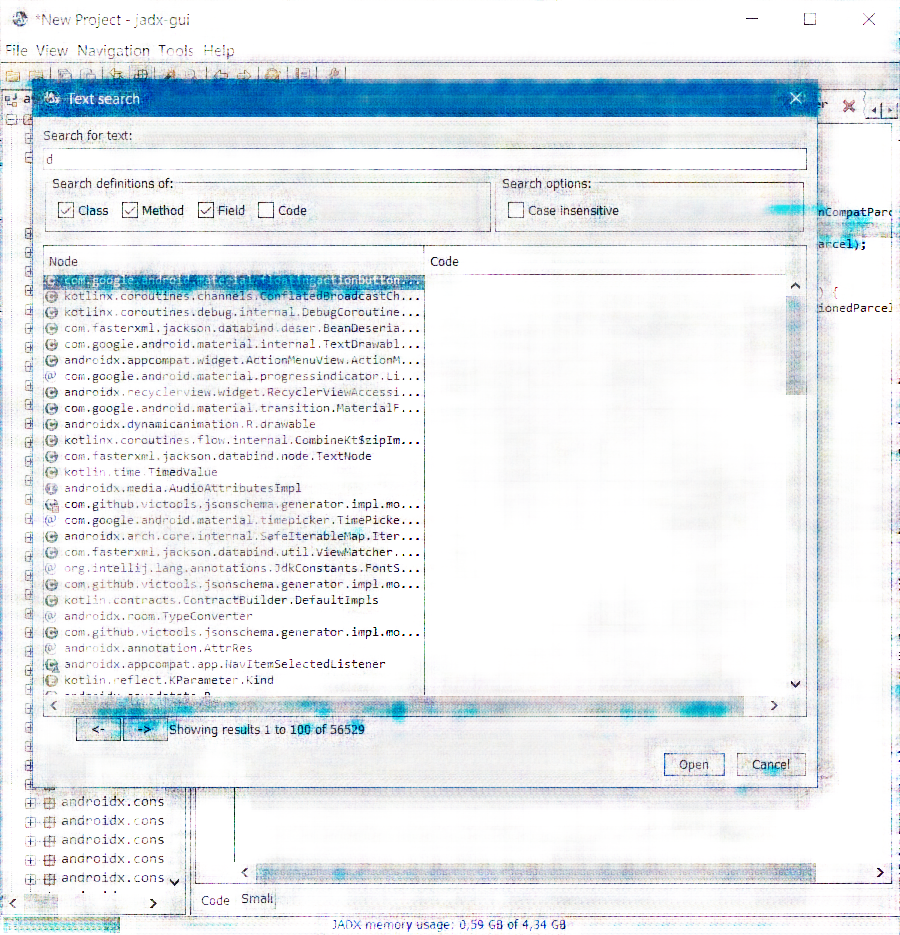 *New Project - jadx-gui
File View Navigation Tools Help
Text search
Search for text:
d
Search definitions of:
Search options:
Class Method Field Code
Case insensitive
nCompatParc
arcel);
) {
ionedParcel
Node
Code
kotlinx.coroutines.channels.ConflatedBroadcastCh...
kotlinx.coroutines.debug.internal.DebugCoroutine...
com.fasterxml.jackson.databind.deser.BeanDeseria...
com.google.android.material.internal.TextDrawabl...
androidx.appcompat.widget.ActionMenuView.ActionM...
com.google.android.material.progressindicator.Li...
androidx.recyclerview.widget.RecyclerViewAccessi...
com.google.android.material.transition.MaterialF...
androidx.dynamicanimation.R.drawable
kotlinx.coroutines.flow.internal.CombineKt$zipIm...
com.fasterxml.jackson.databind.node.TextNode
kotlin.time.TimedValue
androidx.media.AudioAttributesImpl
com.github.victools.jsonschema.generator.impl.mo...
com.google.android.material.timepicker.TimePicke...
androidx.arch.core.internal.SafeIterableMap.Iter...
com.fasterxml.jackson.databind.util.ViewMatcher....
org.intellij.lang.annotations.JdkConstants.FontS...
com.github.victools.jsonschema.generator.impl.mo...
kotlin.contracts.ContractBuilder.DefaultImpls
androidx.room.TypeConverter
com.github.victools.jsonschema.generator.impl.mo...
androidx.annotation.AttrRes
androidx.appcompat.app.NavItemSelectedListener
kotlin.reflect.KParameter.Kind
<- -> Showing results 1 to 100 of 56529
Open Cancel
androidx.cons
androidx.cons
androidx.cons
androidx.cons
androidx.cons
Code Smali
JADX memory usage: 0,59 GB of 4,34 GB